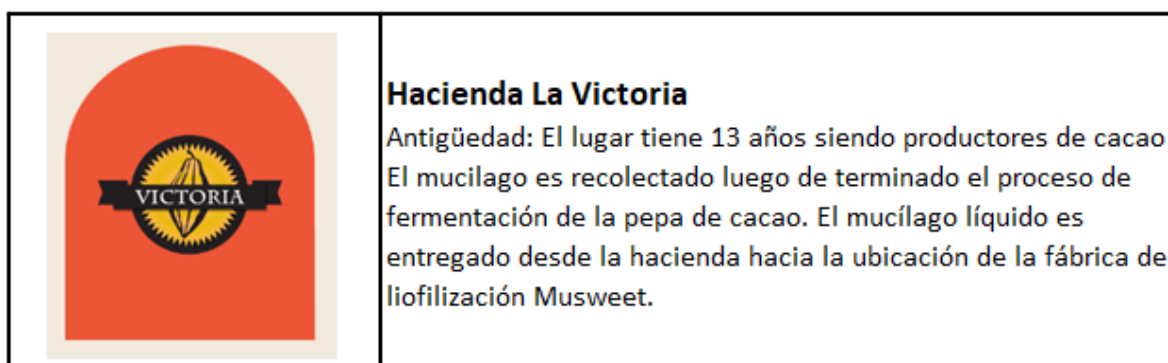 VICTORIA
Hacienda La Victoria
Antigüedad: El lugar tiene 13 años siendo productores de cacao
El mucilago es recolectado luego de terminado el proceso de
fermentación de la pepa de cacao. El mucílago líquido es
entregado desde la hacienda hacia la ubicación de la fábrica de
liofilización Musweet.